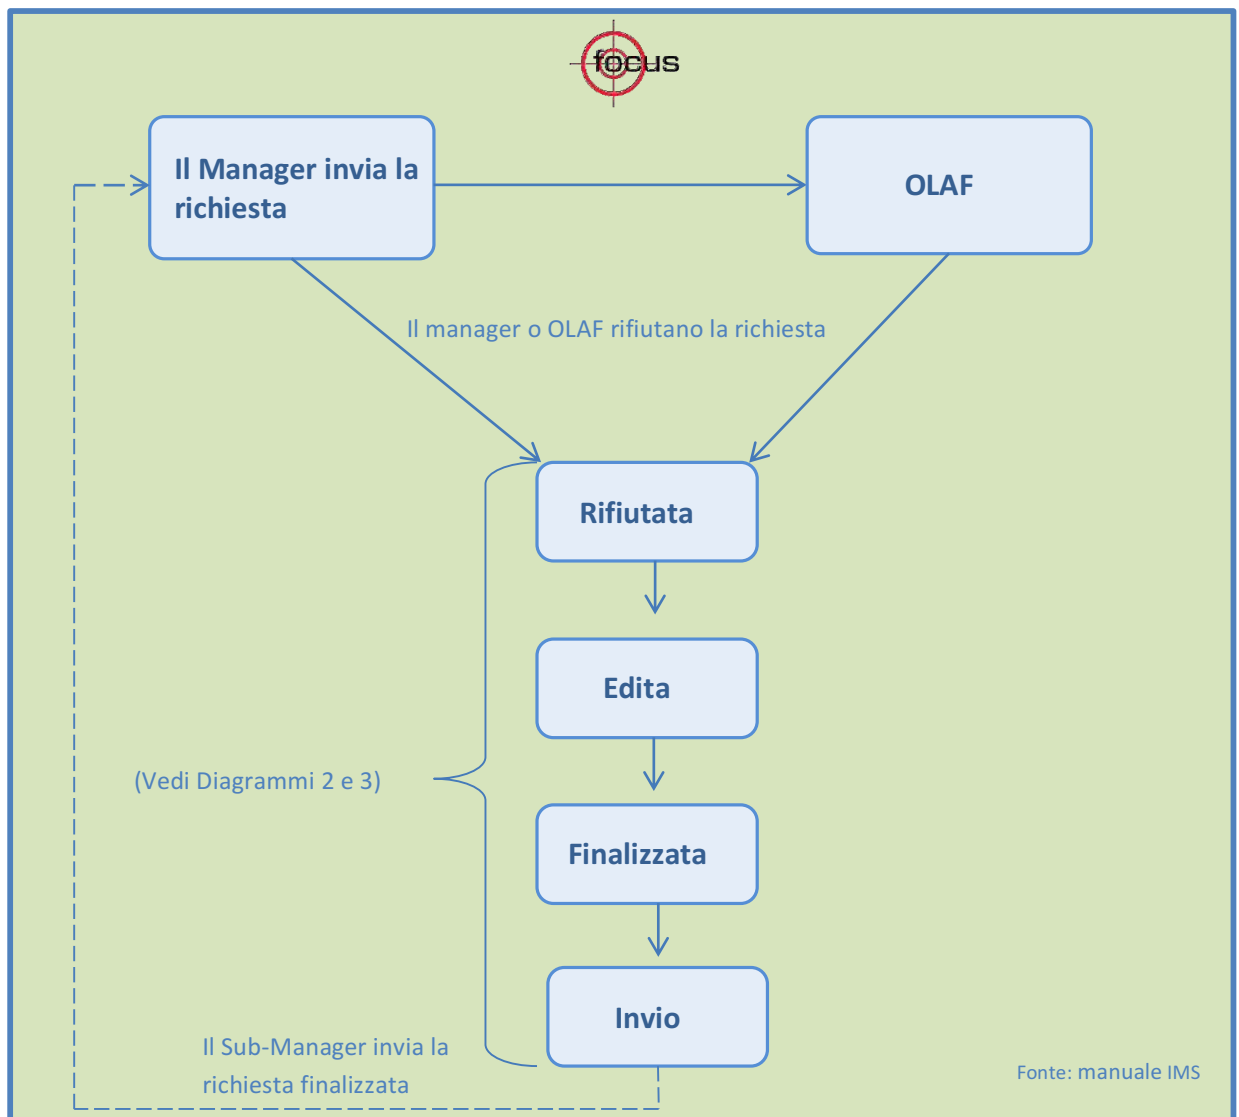 focus
Il Manager invia la
richiesta
OLAF
Il manager o OLAF rifiutano la richiesta
Rifiutata
Edita
(Vedi Diagrammi 2 e 3)
Finalizzata
Invio
Il Sub-Manager invia la
richiesta finalizzata
Fonte: manuale IMS